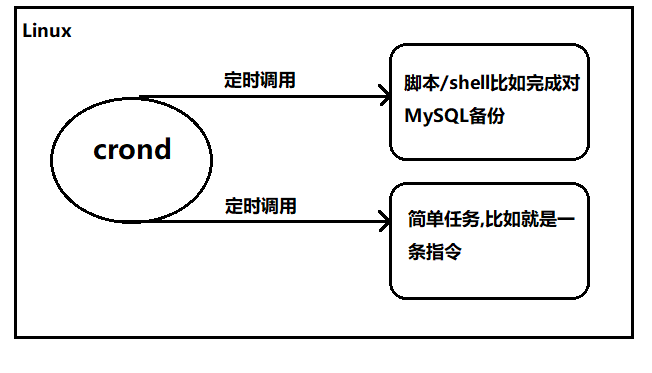 Linux
定时调用
脚本/shell比如完成对
MySQL备份
crond
定时调用
简单任务,比如就是一
条指令